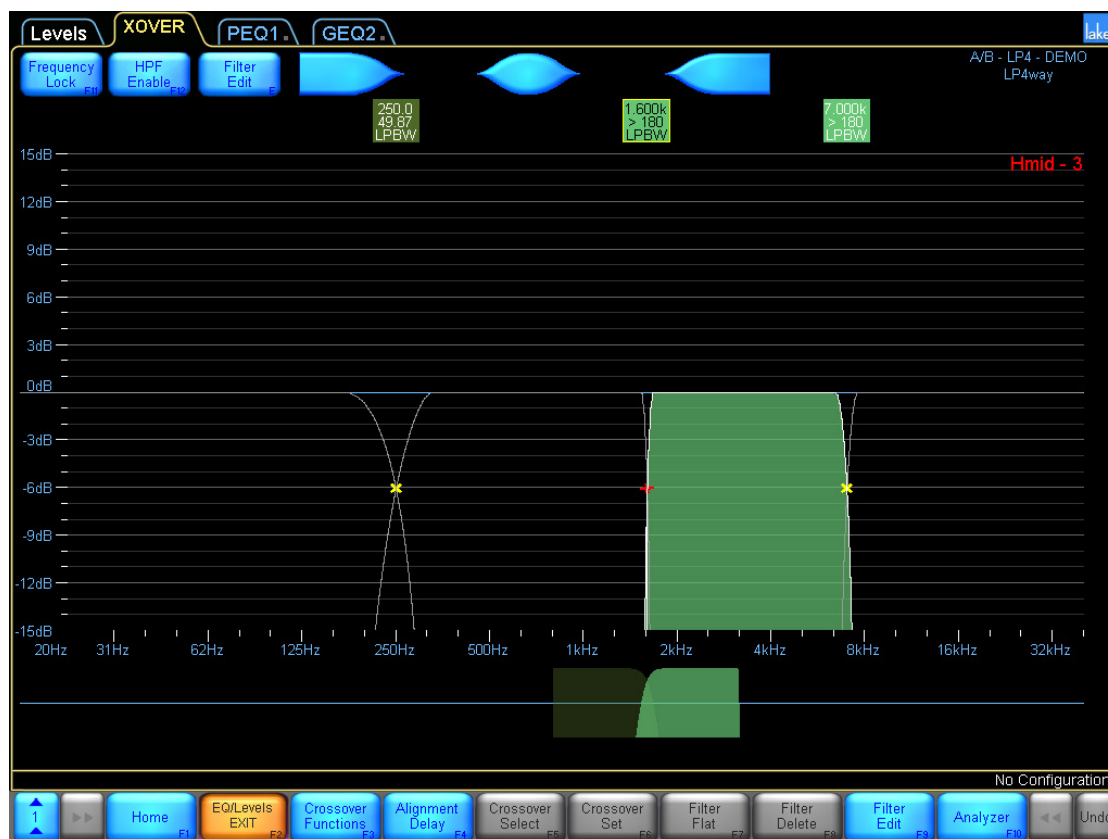 Levels
XOVER
PEQ1
GEQ2
lake
Frequency
Lock
F11
HPF
Enable
F12
Filter
Edit
F
A/B - LP4 - DEMO
LP4way
250.0
49.87
LPBW
1.600k
> 180
LPBW
7.000k
> 180
LPBW
Hmid - 3
15dB
12dB
9dB
6dB
3dB
0dB
-3dB
-6dB
-9dB
-12dB
-15dB
20Hz 31Hz 62Hz 125Hz 250Hz 500Hz 1kHz 2kHz 4kHz 8kHz 16kHz 32kHz
No Configuration
1
Home
F1
EQ/Levels
EXIT
F2
Crossover
Functions
F3
Alignment
Delay
F4
Crossover
Select
F5
Crossover
Set
F6
Filter
Flat
F7
Filter
Delete
F8
Filter
Edit
F9
Analyzer
F10
Undo